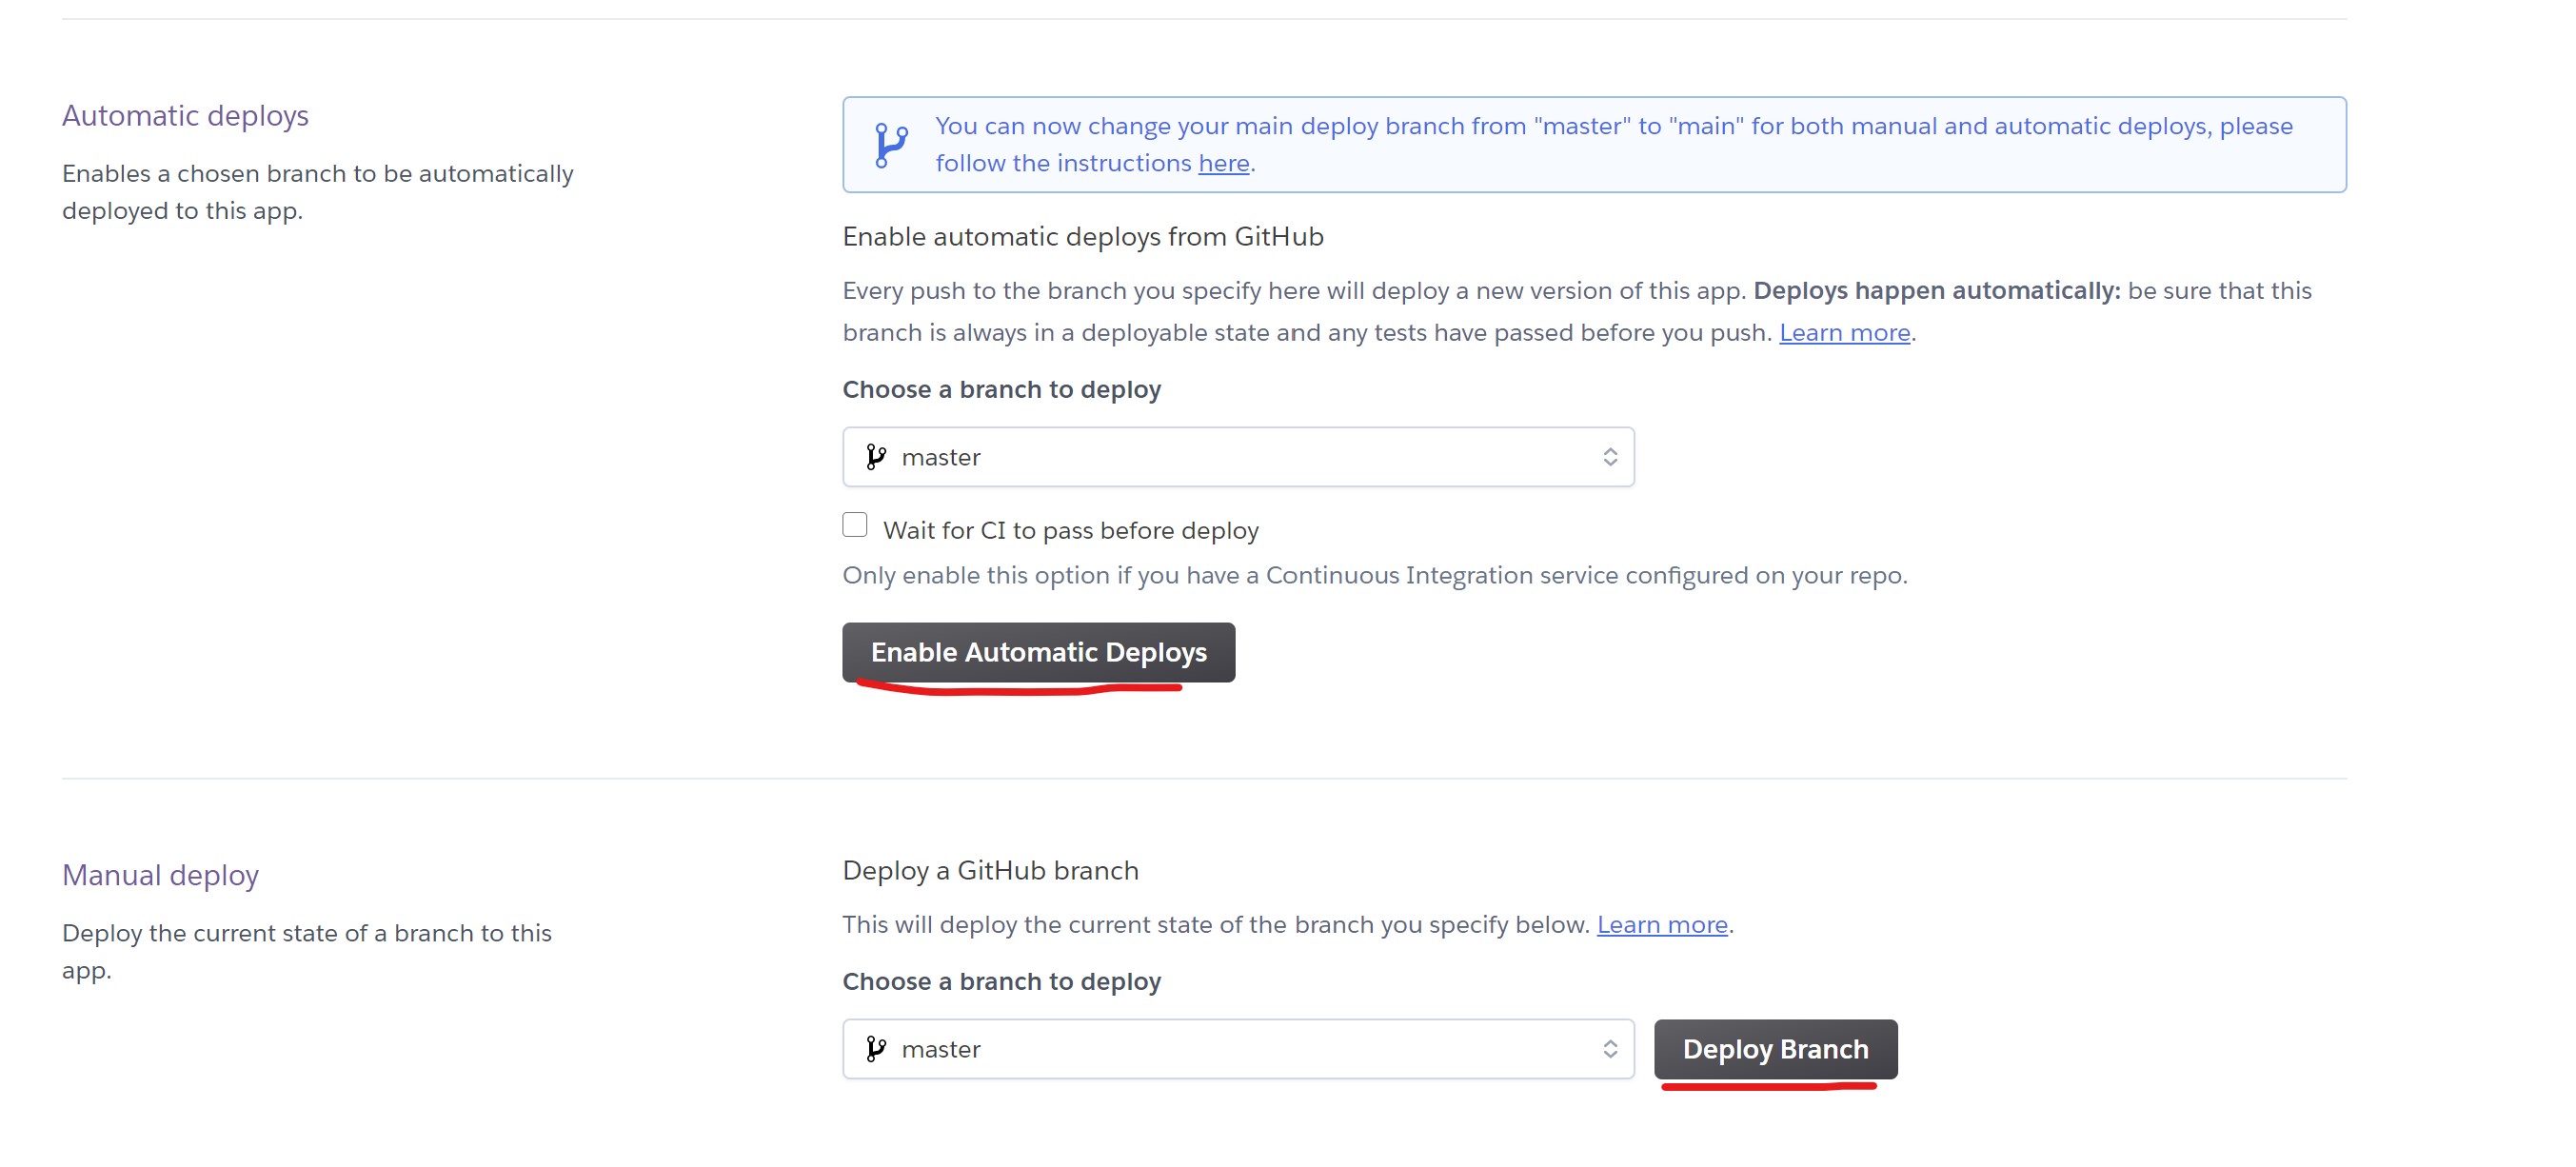 Automatic deploys
Enables a chosen branch to be automatically
deployed to this app.
You can now change your main deploy branch from "master" to "main" for both manual and automatic deploys, please
follow the instructions here.
Enable automatic deploys from GitHub
Every push to the branch you specify here will deploy a new version of this app. Deploys happen automatically: be sure that this
branch is always in a deployable state and any tests have passed before you push. Learn more.
Choose a branch to deploy
master
Wait for CI to pass before deploy
Only enable this option if you have a Continuous Integration service configured on your repo.
Enable Automatic Deploys
Manual deploy
Deploy the current state of a branch to this
app.
Deploy a GitHub branch
This will deploy the current state of the branch you specify below. Learn more.
Choose a branch to deploy
master
Deploy Branch